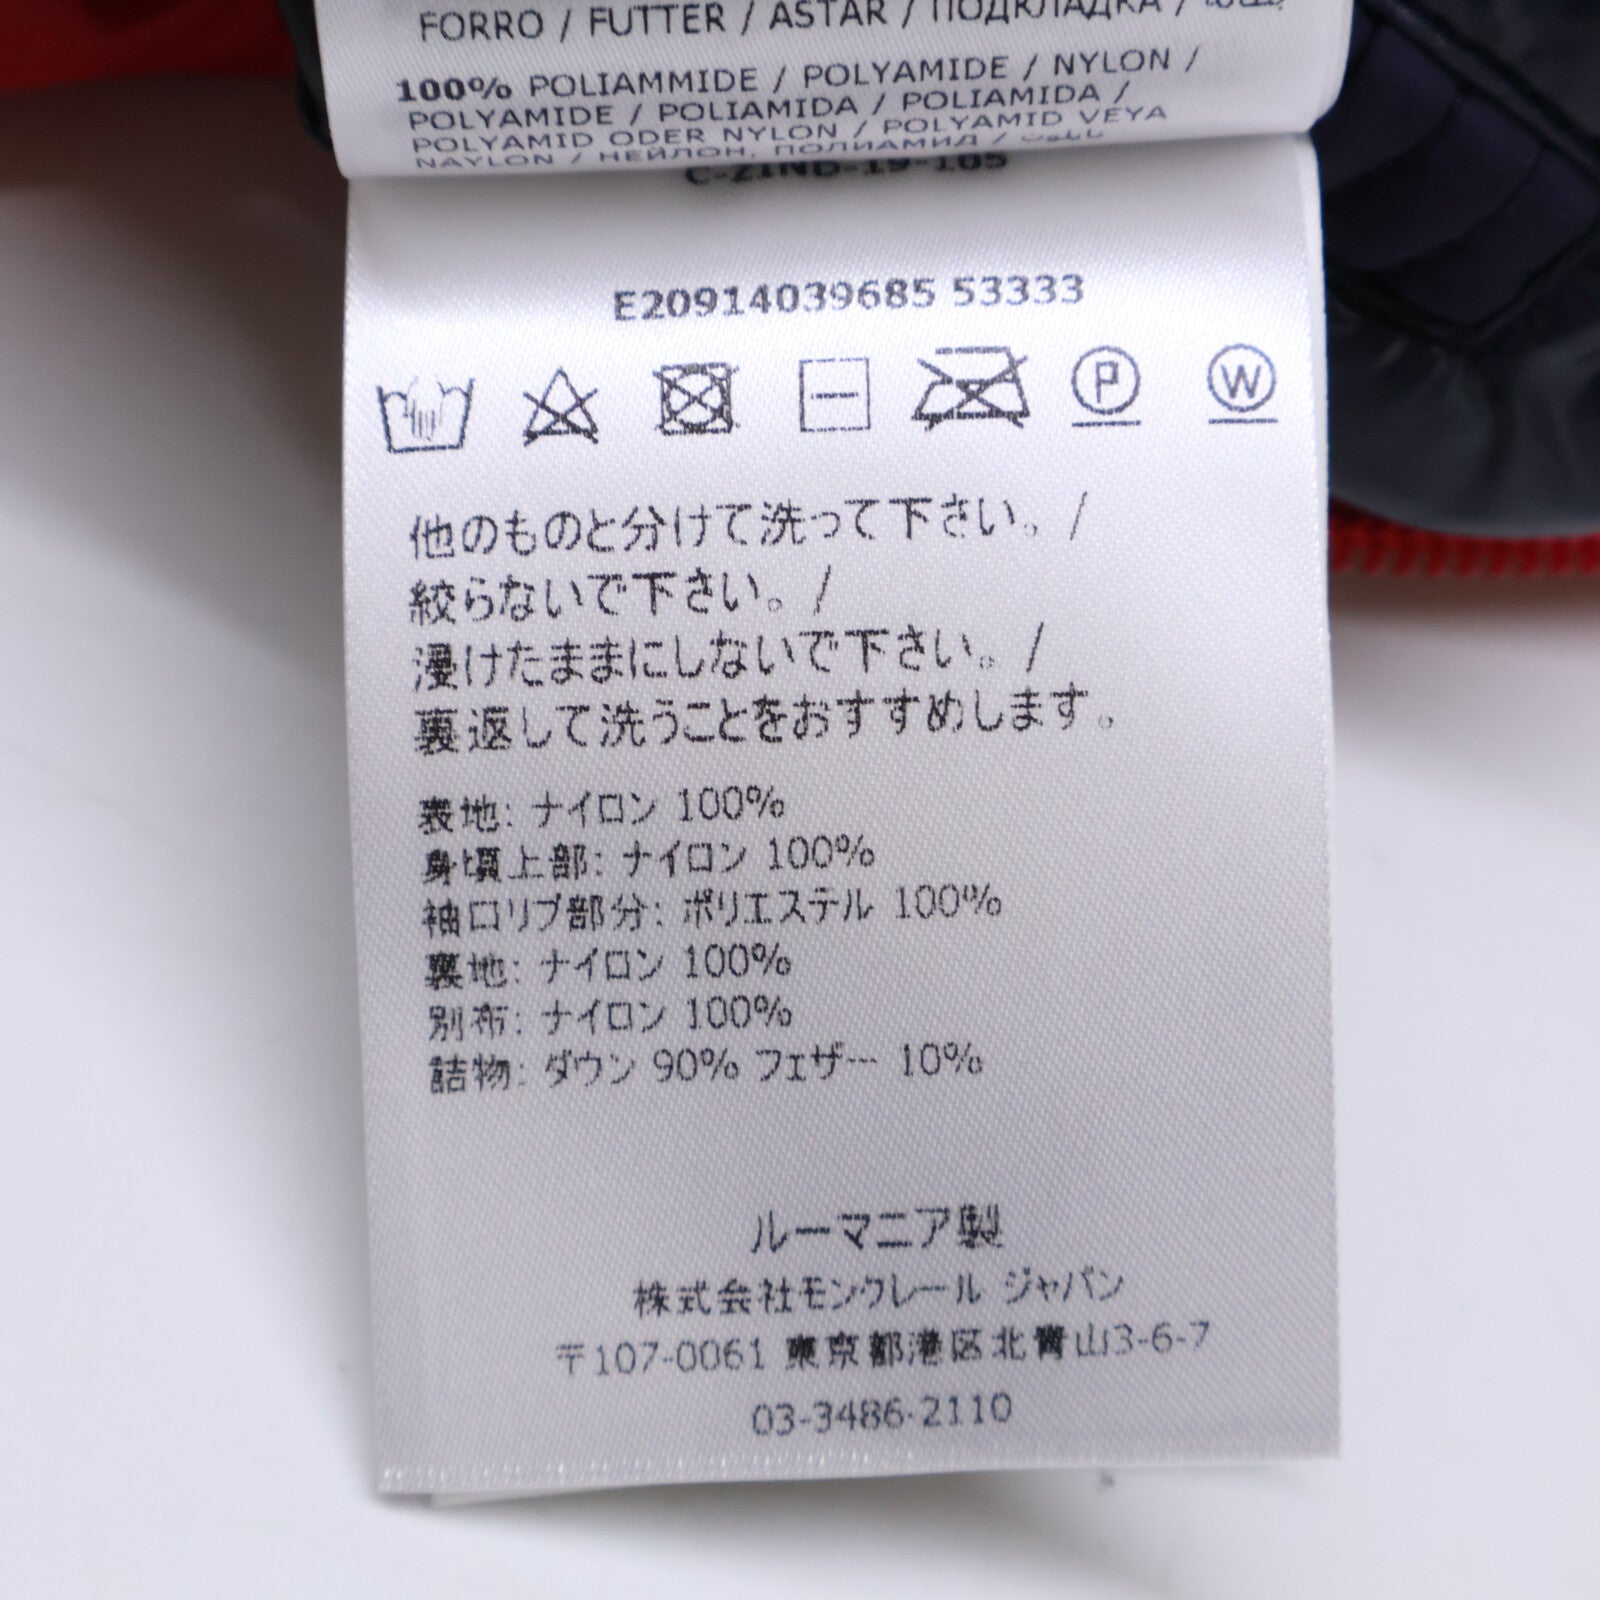 FORRO / FUTTER / ASTAR / ПОДКЛАДКА /
100% POLIAMMIDE / POLYAMIDE / NYLON /
POLYAMIDE / POLIAMIDA / POLIAMIDA /
POLYAMID ODER NYLON / POLYAMID VEYA
NAYLON / НЕЙЛОН, ПОЛИАМИД /
E20914039685 53333
P
W
他のものと分けて洗って下さい。/
絞らないで下さい。/
浸けたままにしないで下さい。/
裏返して洗うことをおすすめします。
表地: ナイロン 100%
身頃上部: ナイロン 100%
袖口リブ部分: ポリエステル 100%
裏地: ナイロン 100%
別布: ナイロン 100%
詰物: ダウン 90% フェザー 10%
ルーマニア製
株式会社モンクレール ジャパン
〒107-0061 東京都港区北青山3-6-7
03-3486-2110